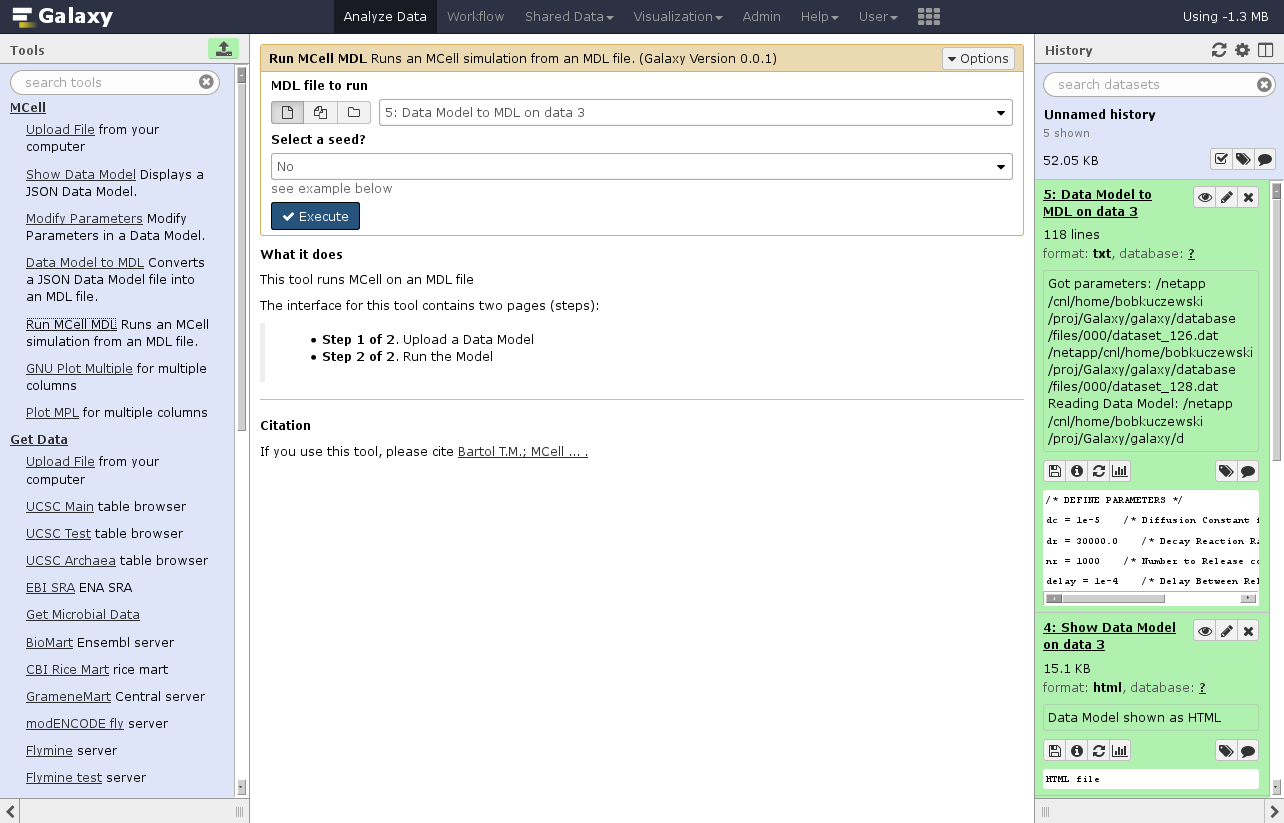 Galaxy
Analyze Data Workflow Shared Data Visualization Admin Help User
Using -1.3 MB
Tools
search tools
MCell
Upload File from your
computer
Show Data Model Displays a
JSON Data Model.
Modify Parameters Modify
Parameters in a Data Model.
Data Model to MDL Converts
a JSON Data Model file into
an MDL file.
Run MCell MDL Runs an MCell
simulation from an MDL file.
GNU Plot Multiple for multiple
columns
Plot MPL for multiple columns
Get Data
Upload File from your
computer
UCSC Main table browser
UCSC Test table browser
UCSC Archaea table browser
EBI SRA ENA SRA
Get Microbial Data
BioMart Ensembl server
CBI Rice Mart rice mart
GrameneMart Central server
modENCODE fly server
Flymine server
Flymine test server
Run MCell MDL Runs an MCell simulation from an MDL file. (Galaxy Version 0.0.1)
Options
MDL file to run
5: Data Model to MDL on data 3
Select a seed?
No
see example below
Execute
What it does
This tool runs MCell on an MDL file
The interface for this tool contains two pages (steps):
• Step 1 of 2. Upload a Data Model
• Step 2 of 2. Run the Model
Citation
If you use this tool, please cite Bartol T.M.; MCell ... .
History
search datasets
Unnamed history
5 shown
52.05 KB
5: Data Model to
MDL on data 3
118 lines
format: txt, database: ?
Got parameters: /netapp
/cnl/home/bobkuczewski
/proj/Galaxy/galaxy/database
/files/000/dataset_126.dat
/netapp/cnl/home/bobkuczewski
/proj/Galaxy/galaxy/database
/files/000/dataset_128.dat
Reading Data Model: /netapp
/cnl/home/bobkuczewski
/proj/Galaxy/galaxy/d
/* DEFINE PARAMETERS */
dc = 1e-5 /* Diffusion Constant
dr = 30000.0 /* Decay Reaction Ra
nr = 1000 /* Number to Release co
delay = 1e-4 /* Delay Between Rel
4: Show Data Model
on data 3
15.1 KB
format: html, database: ?
Data Model shown as HTML
HTML file